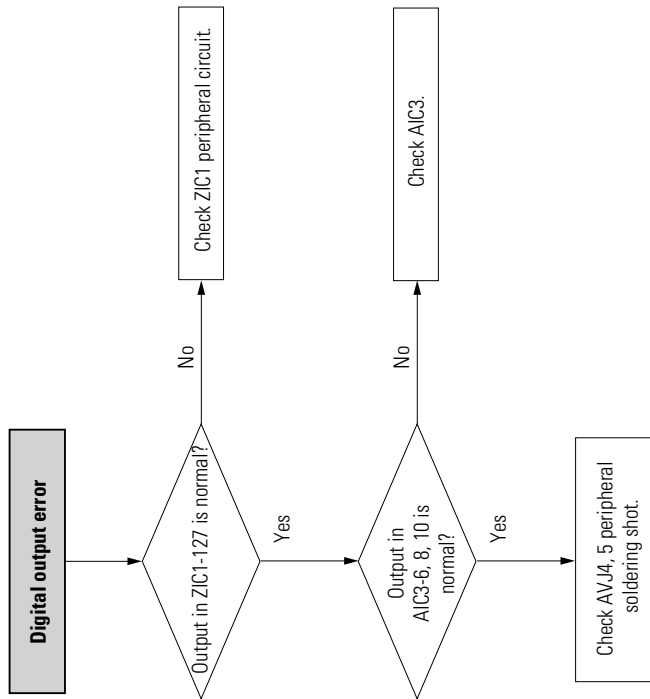 Digital output error
Output in ZIC1-127 is normal?
No
Check ZIC1 peripheral circuit.
Yes
Output in
AIC3-6, 8, 10 is
normal?
No
Check AIC3.
Yes
Check AVJ4, 5 peripheral
soldering shot.